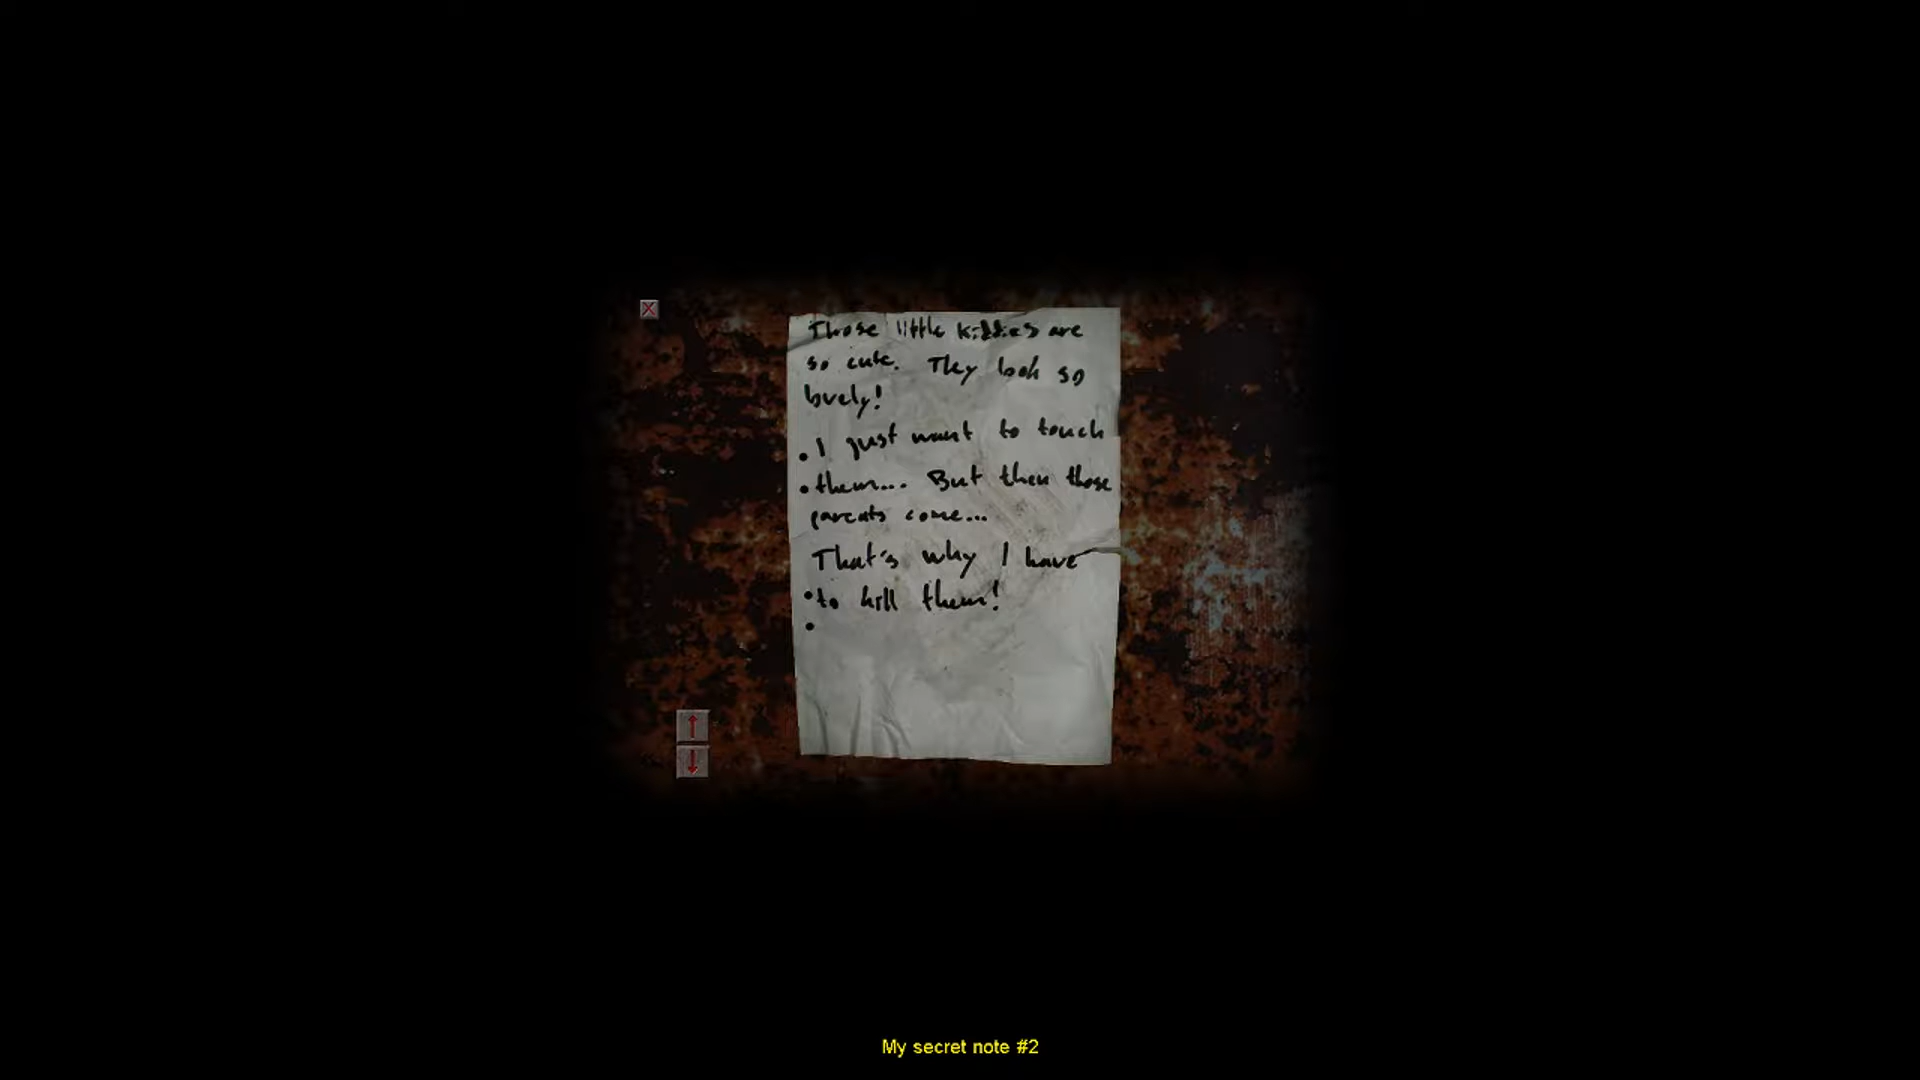 Those little kiddies are
so cute. They look so
lovely!
• I just want to touch
• them... But then those
parents come...
That's why I have
• to kill them!
•
My secret note #2